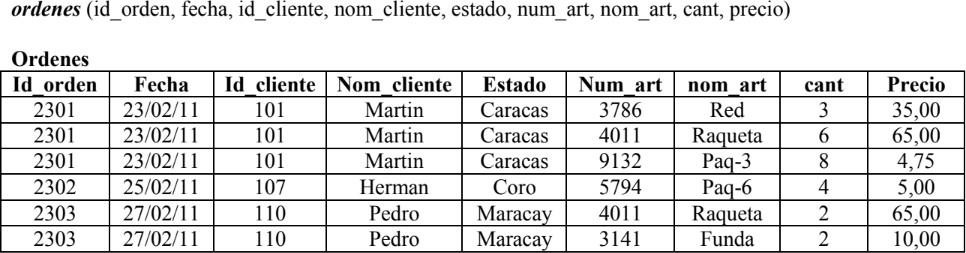 ordenes (id_orden, fecha, id_cliente, nom_cliente, estado, num_art, nom_art, cant, precio)
Ordenes
Id_orden Fecha Id_cliente Nom_cliente Estado Num_art nom_art cant Precio
2301 23/02/11 101 Martin Caracas 3786 Red 3 35,00
2301 23/02/11 101 Martin Caracas 4011 Raqueta 6 65,00
2301 23/02/11 101 Martin Caracas 9132 Paq-3 8 4,75
2302 25/02/11 107 Herman Coro 5794 Paq-6 4 5,00
2303 27/02/11 110 Pedro Maracay 4011 Raqueta 2 65,00
2303 27/02/11 110 Pedro Maracay 3141 Funda 2 10,00